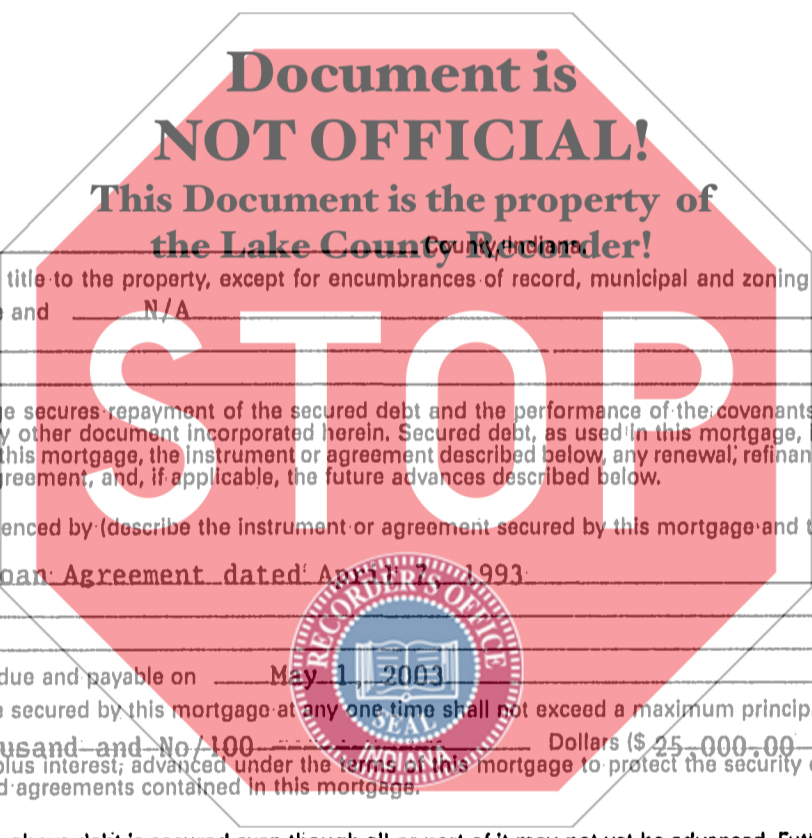 Document is
NOT OFFICIAL!
This Document is the property of
the Lake County Recorder!
County, Indiana.
title to the property, except for encumbrances of record, municipal and zoning
and N/A
STOP
e secures repayment of the secured debt and the performance of the covenants
y other document incorporated herein. Secured debt, as used in this mortgage,
this mortgage, the instrument or agreement described below, any renewal, refinan
reement, and, if applicable, the future advances described below.
enced by (describe the instrument or agreement secured by this mortgage and t
oan Agreement dated April 7, 1993
RECORDER'S OFFICE
due and payable on May 1, 2003
SEAL
INDIANA
e secured by this mortgage at any one time shall not exceed a maximum princip
usand and No/100 Dollars ($ 25,000.00
plus interest, advanced under the terms of this mortgage to protect the security
d agreements contained in this mortgage.